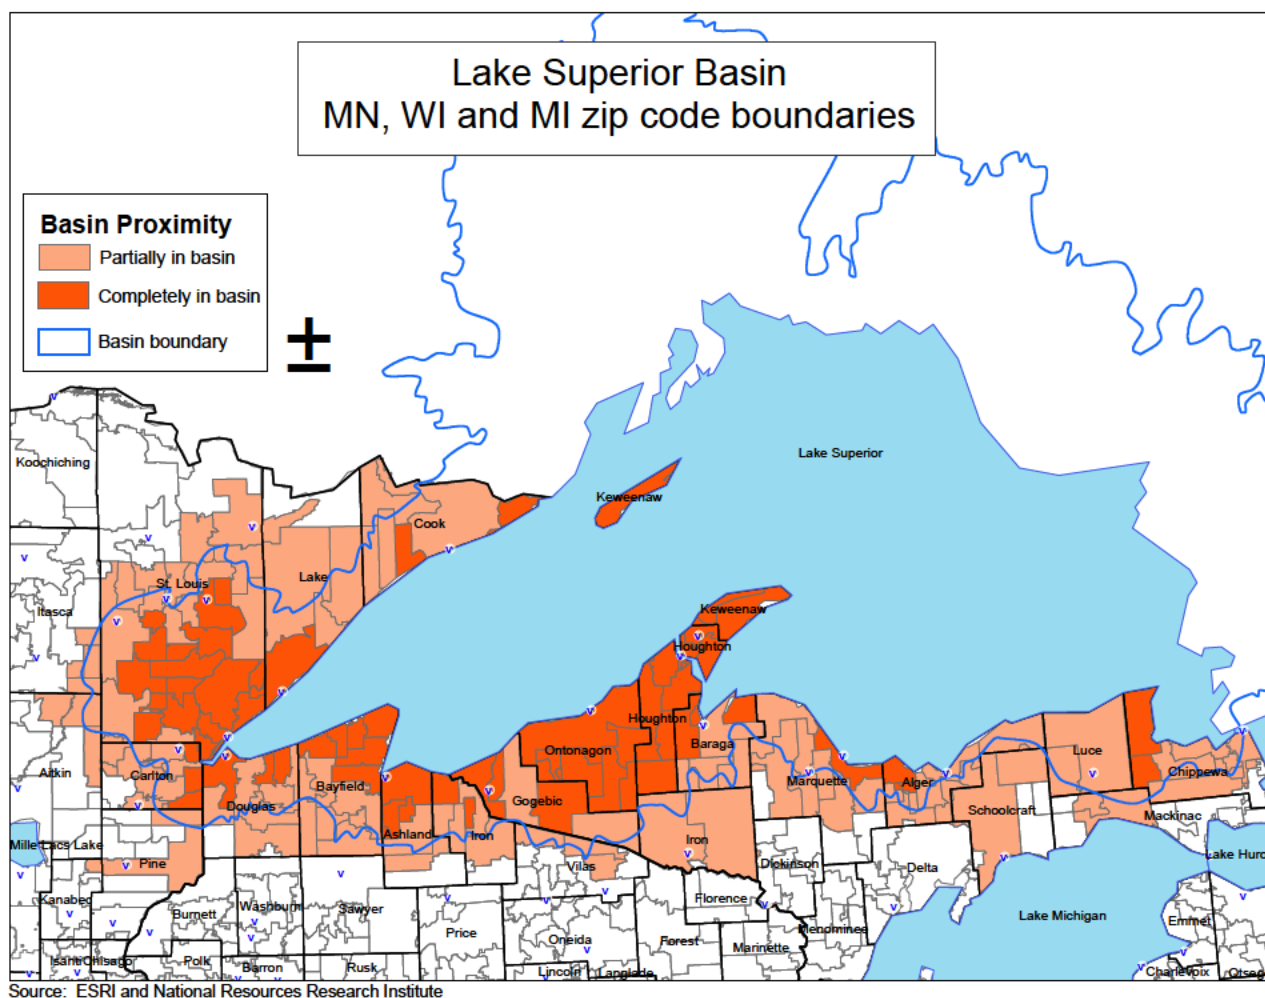 Lake Superior Basin
MN, WI and MI zip code boundaries
Basin Proximity
Partially in basin
Completely in basin
Basin boundary
±
Koochiching
Lake Superior
Keweenaw
Cook
St. Louis
Lake
Itasca
Keweenaw
Houghton
Houghton
Ontonagon
Baraga
Luce
Aitkin
Carlton
Bayfield
Marquette
Alger
Chippewa
Douglas
Gogebic
Schoolcraft
Mackinac
Ashland
Iron
Iron
Mille Lacs Lake
Pine
Vilas
Dickinson
Delta
Lake Huro
Kanabec
Burnett
Washburn
Sawyer
Florence
Lake Michigan
Emmet
Price
Oneida
Forest
Marinette
Menominee
Isanti Chisago
Polk
Barron
Rusk
Lincoln
Langlade
Charlevoix
Otseg
Source: ESRI and National Resources Research Institute